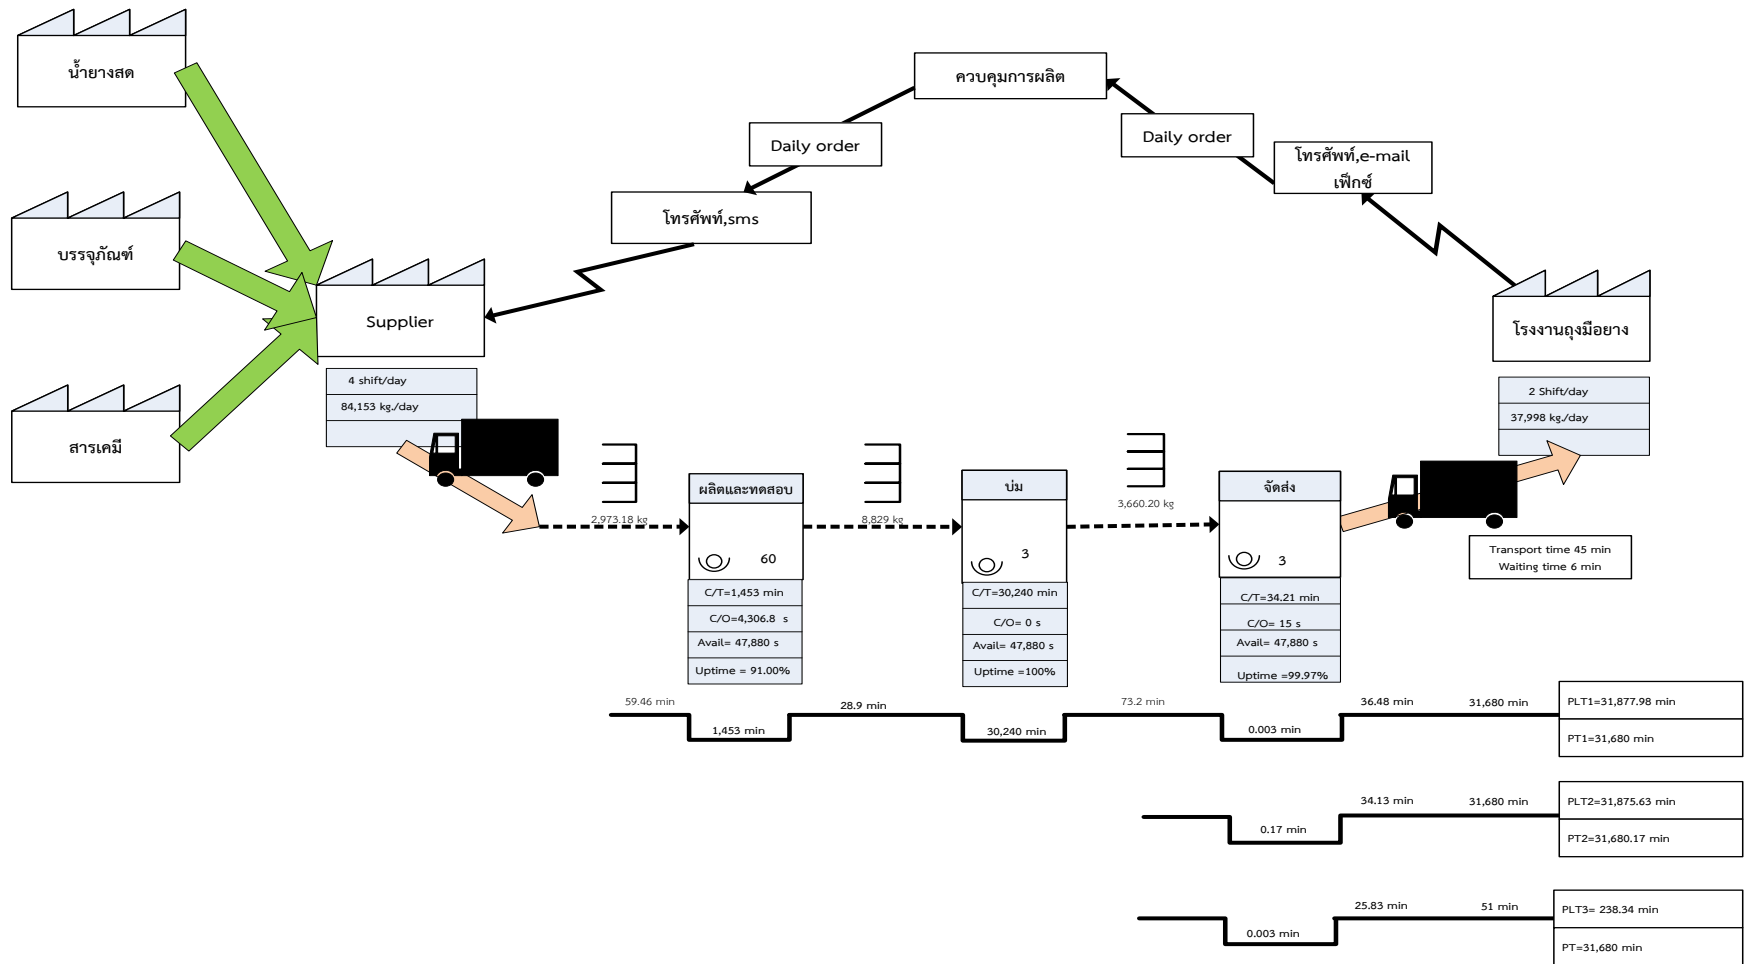 น้ำยางสด
ควบคุมการผลิต
Daily order
Daily order
โทรศัพท์,e-mail
เฟ็กซ์
โทรศัพท์,sms
บรรจุภัณฑ์
Supplier
โรงงานถุงมือยาง
4 shift/day
84,153 kg./day
2 Shift/day
37,998 kg./day
สารเคมี
2,973.18 kg
8,829 kg
3,660.20 kg
ผลิตและทดสอบ
60
C/T=1,453 min
C/O=4,306.8 s
Avail= 47,880 s
Uptime = 91.00%
บ่ม
3
C/T=30,240 min
C/O= 0 s
Avail= 47,880 s
Uptime =100%
จัดส่ง
3
C/T=34.21 min
C/O= 15 s
Avail= 47,880 s
Uptime =99.97%
Transport time 45 min
Waiting time 6 min
59.46 min
1,453 min
28.9 min
30,240 min
73.2 min
0.003 min
36.48 min
31,680 min
PLT1=31,877.98 min
PT1=31,680 min
0.17 min
34.13 min
31,680 min
PLT2=31,875.63 min
PT2=31,680.17 min
0.003 min
25.83 min
51 min
PLT3= 238.34 min
PT=31,680 min